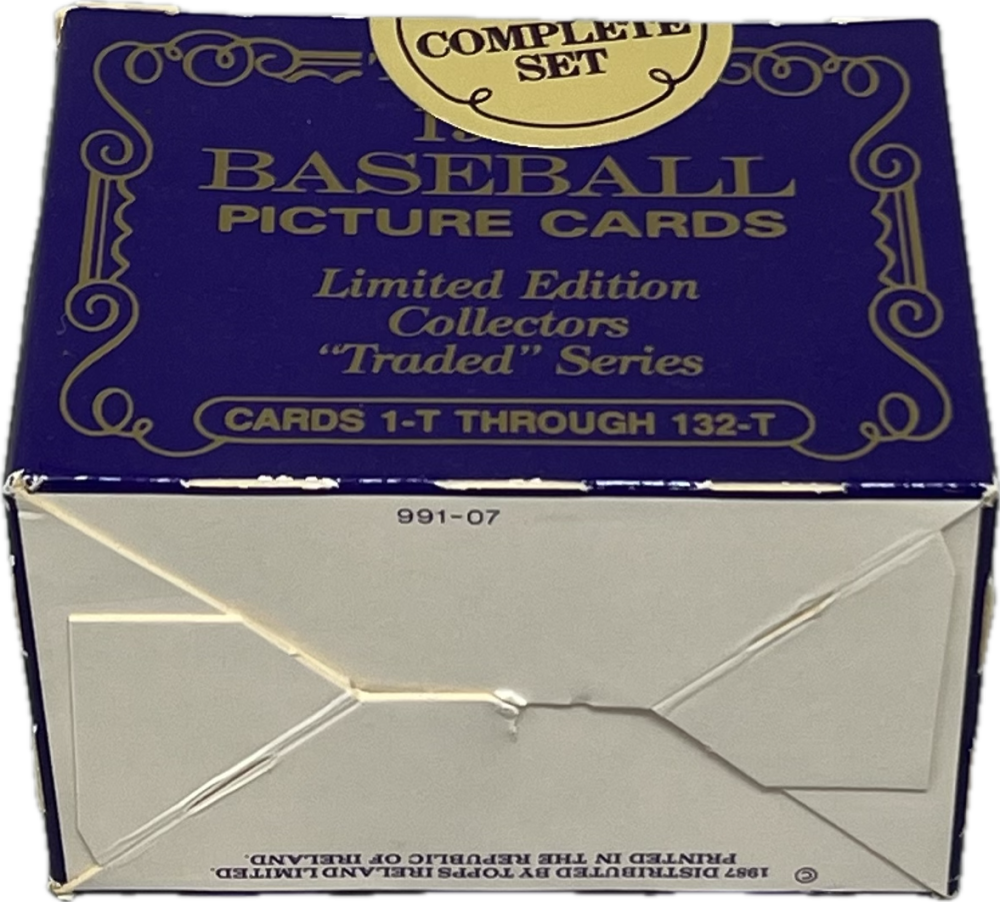 COMPLETE
SET
BASEBALL
PICTURE CARDS
Limited Edition
Collectors
“Traded” Series
CARDS 1-T THROUGH 132-T
991-07
© 1987 DISTRIBUTED BY TOPPS IRELAND LIMITED.
PRINTED IN THE REPUBLIC OF IRELAND.